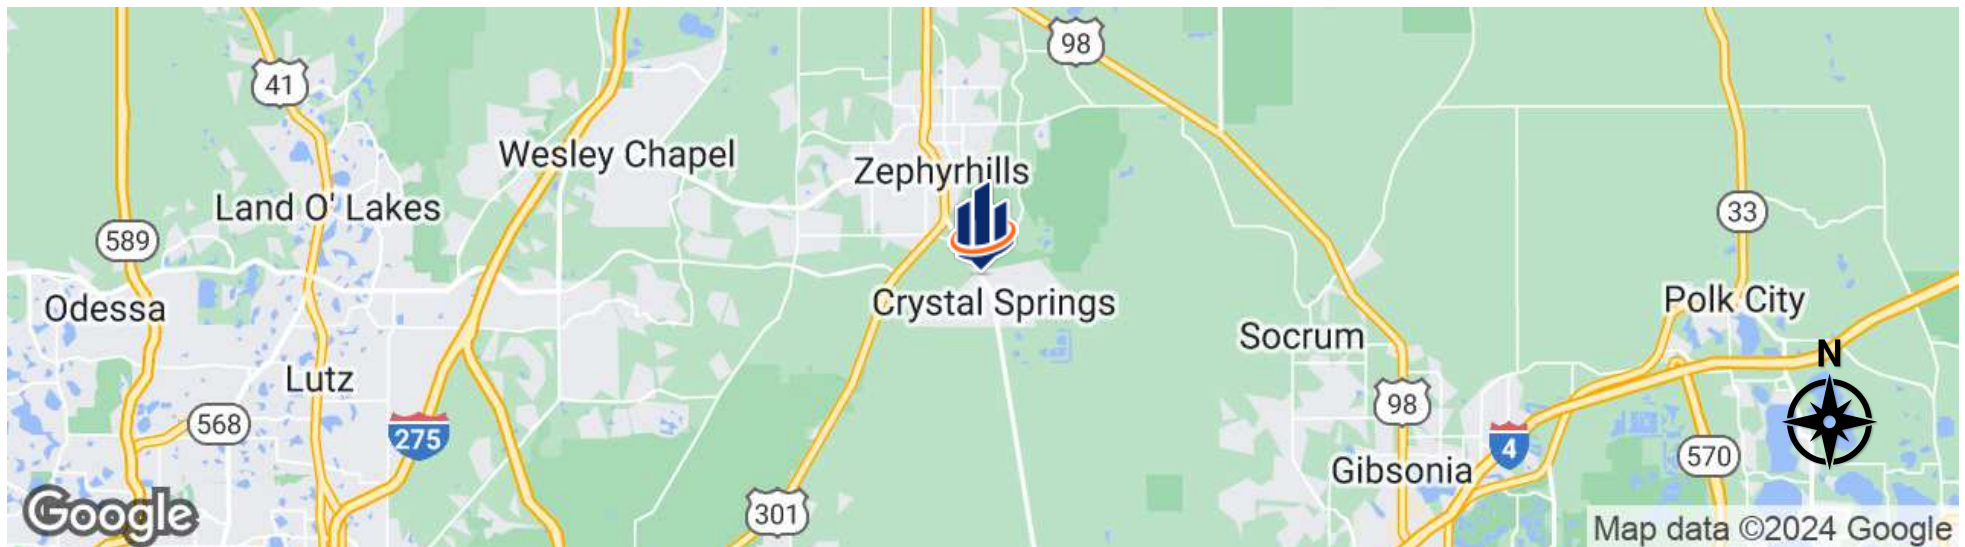 98
41
Wesley Chapel
Zephyrhills
Land O' Lakes
33
589
Odessa
Crystal Springs
Polk City
Socrum
N
Lutz
98
568
275
4
570
Gibsonia
301
Google
Map data ©2024 Google